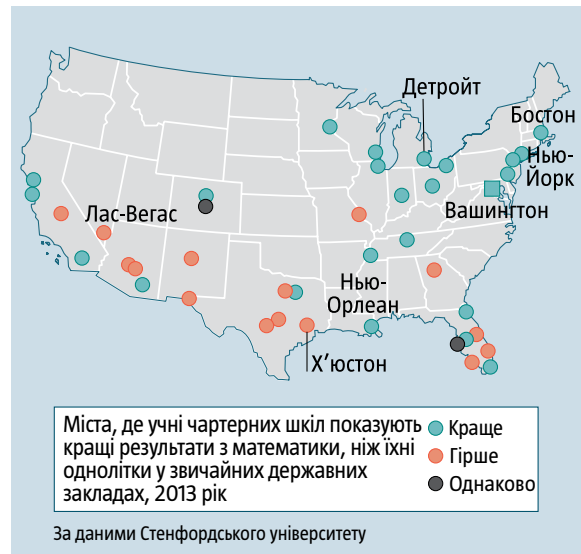 Детройт
Бостон
Нью-
Йорк
Лас-Вегас
Вашингтон
Нью-
Орлеан
Х'юстон
Міста, де учні чартерних шкіл показують
кращі результати з математики, ніж їхні
однолітки у звичайних державних
закладах, 2013 рік
Краще
Гірше
Однаково
За даними Стенфордського університету